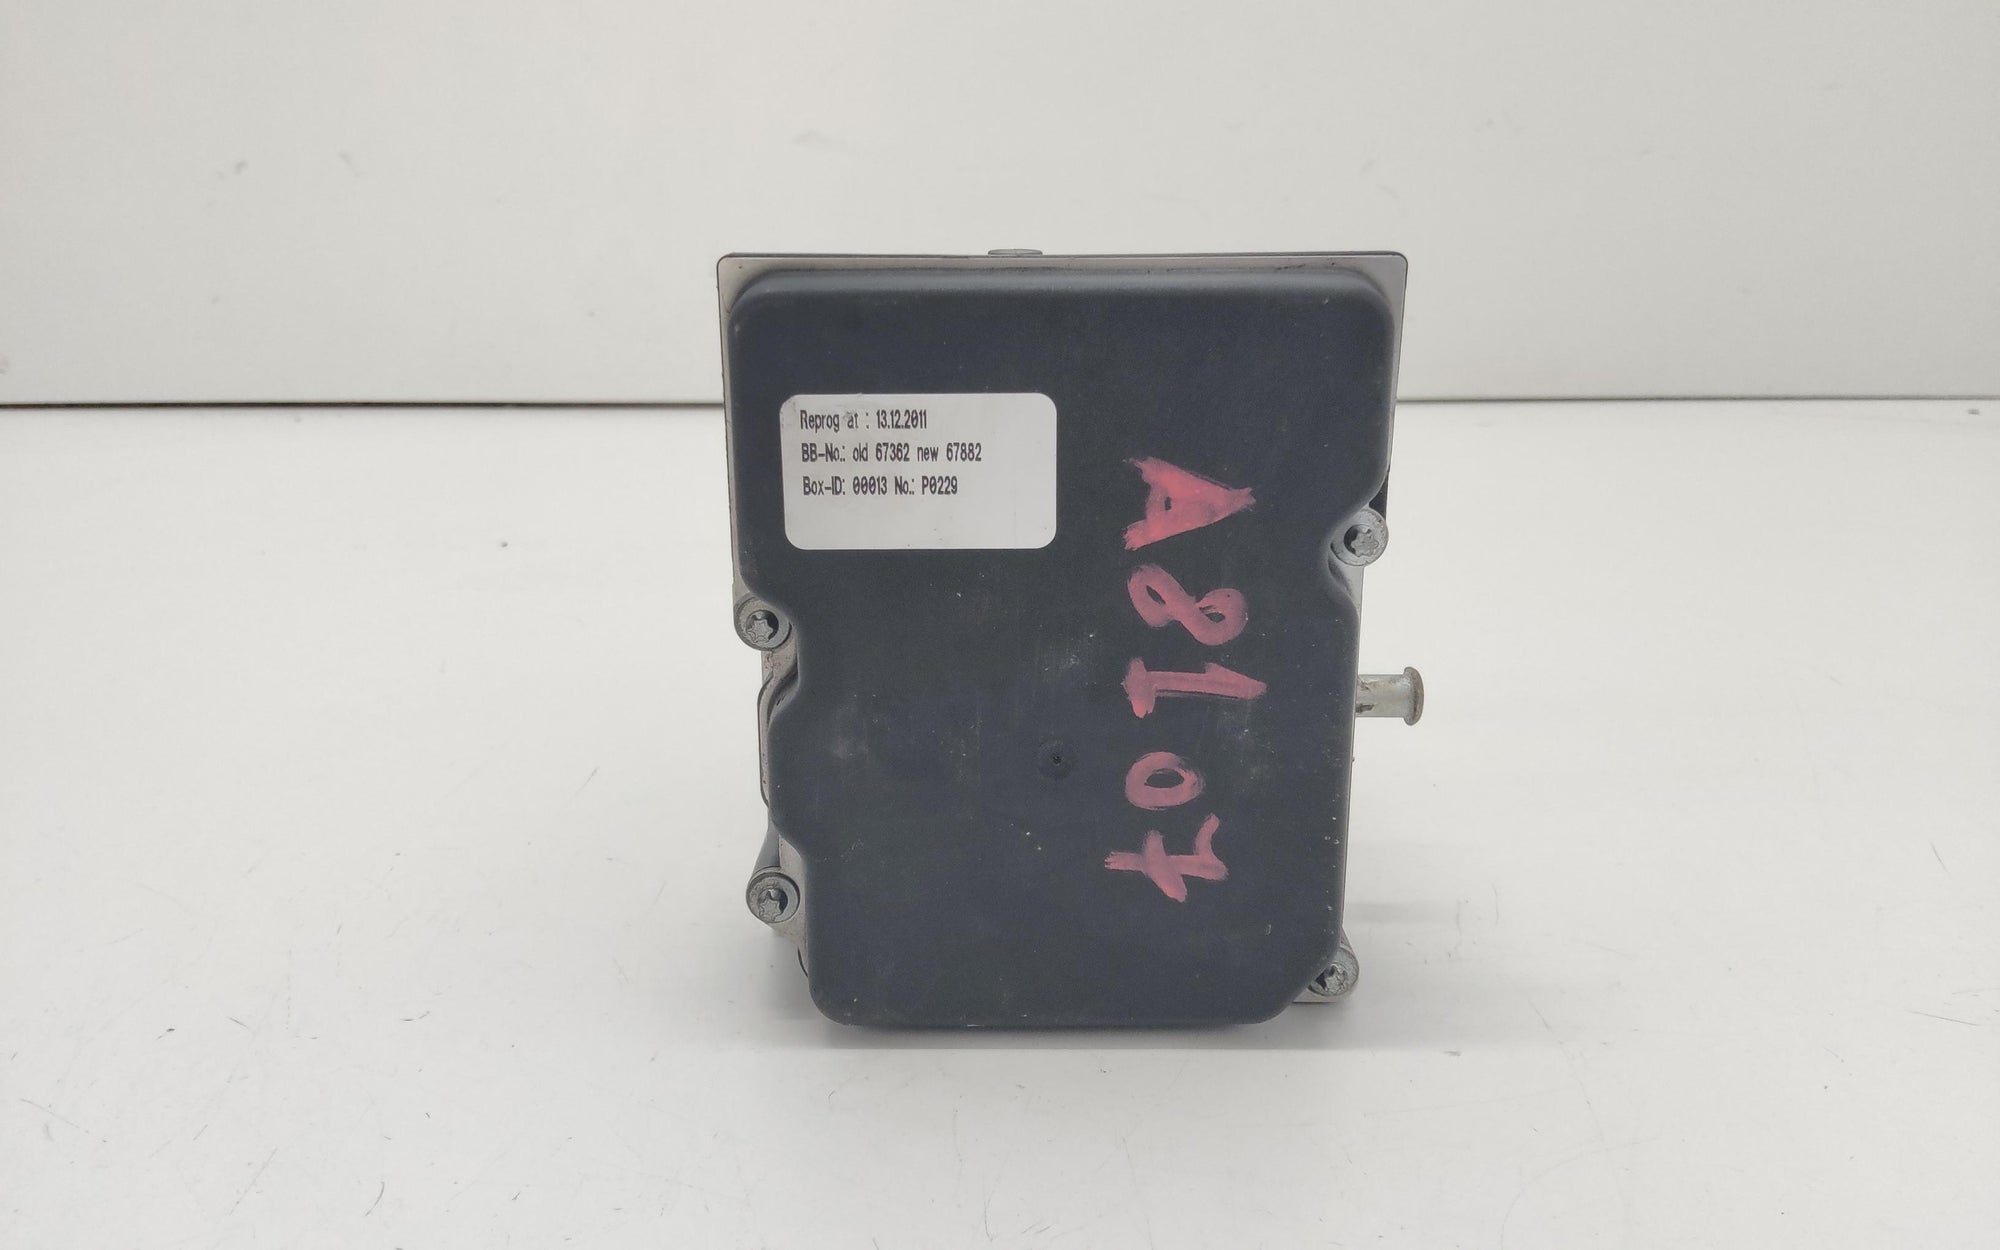 Reprog at : 13.12.2011
BB-No.: old 67362 new 67882
Box-ID: 00013 No.: P0229
A8107